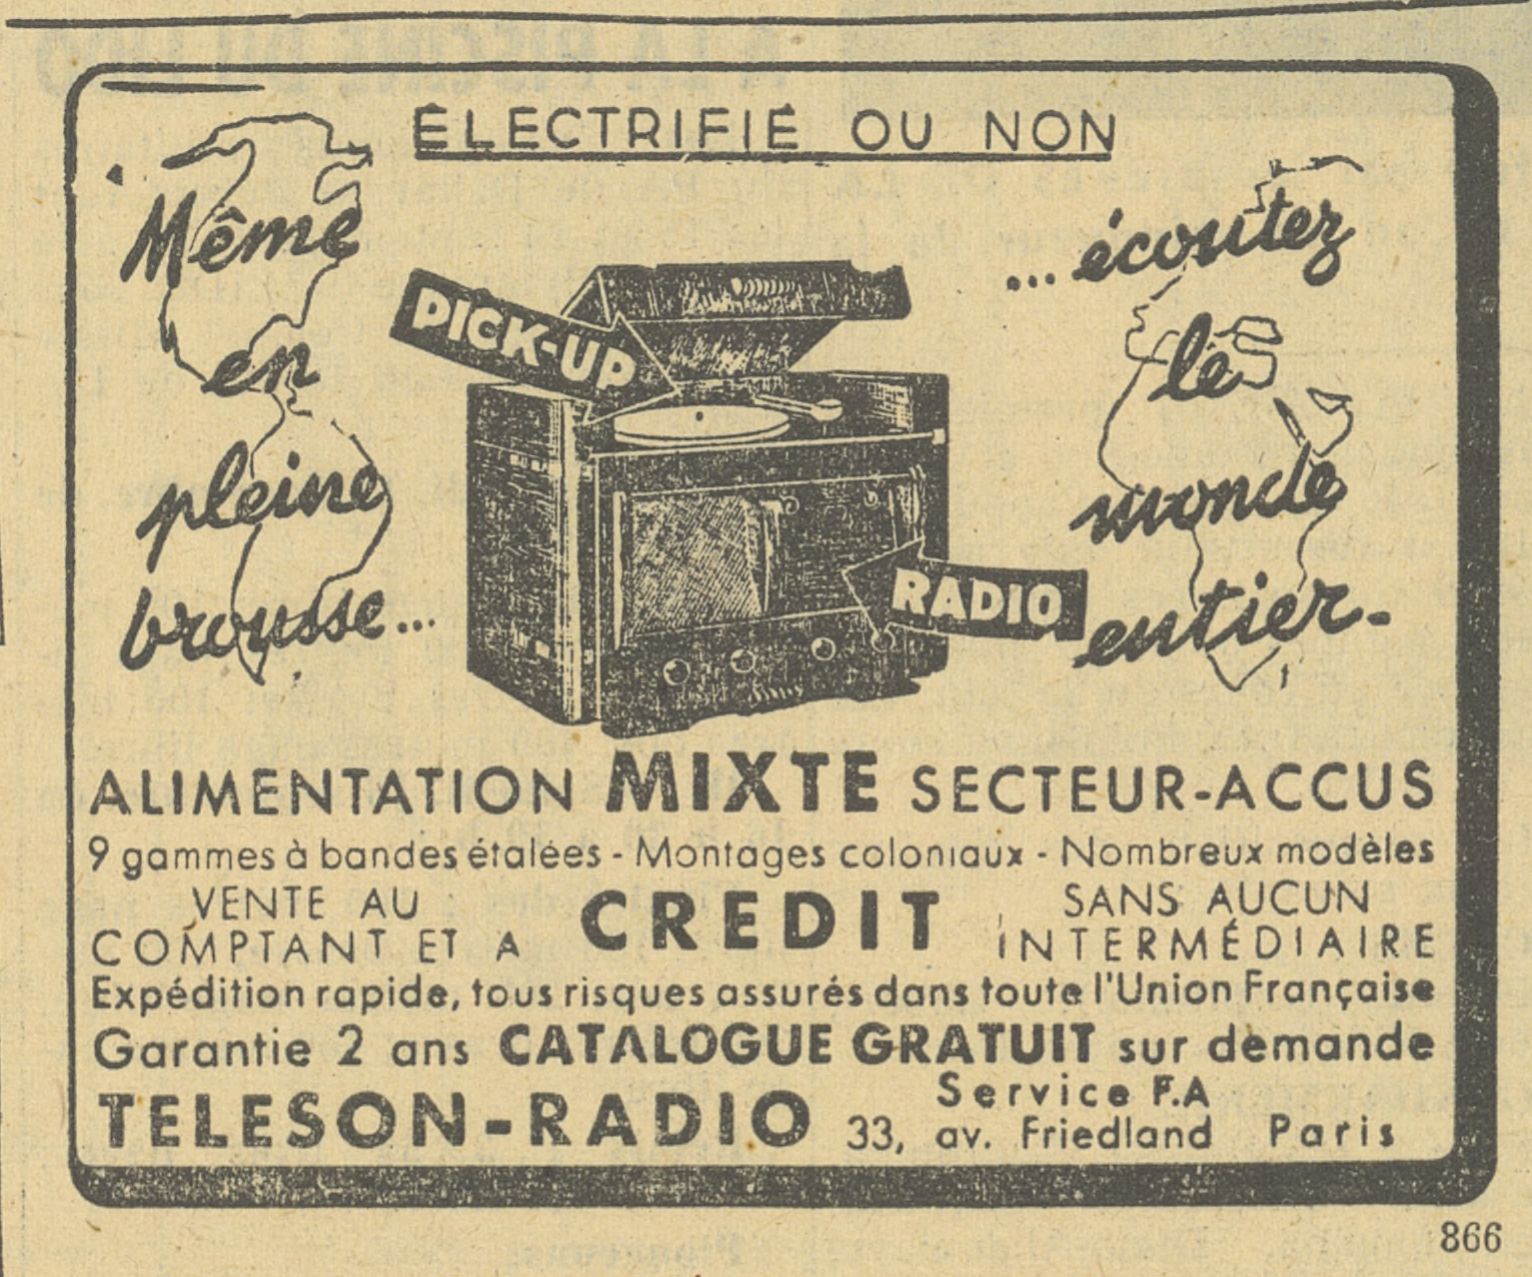 ÉLECTRIFIÉ OU NON
Même
en
pleine
brousse...
...écoutez
le
monde
entier.
PICK-UP
RADIO
ALIMENTATION MIXTE SECTEUR-ACCUS
9 gammes à bandes étalées - Montages coloniaux - Nombreux modèles
VENTE AU
COMPTANT ET A CREDIT SANS AUCUN
INTERMÉDIAIRE
Expédition rapide, tous risques assurés dans toute l'Union Française
Garantie 2 ans CATALOGUE GRATUIT sur demande
TELESON-RADIO Service F.A
33, av. Friedland Paris
866